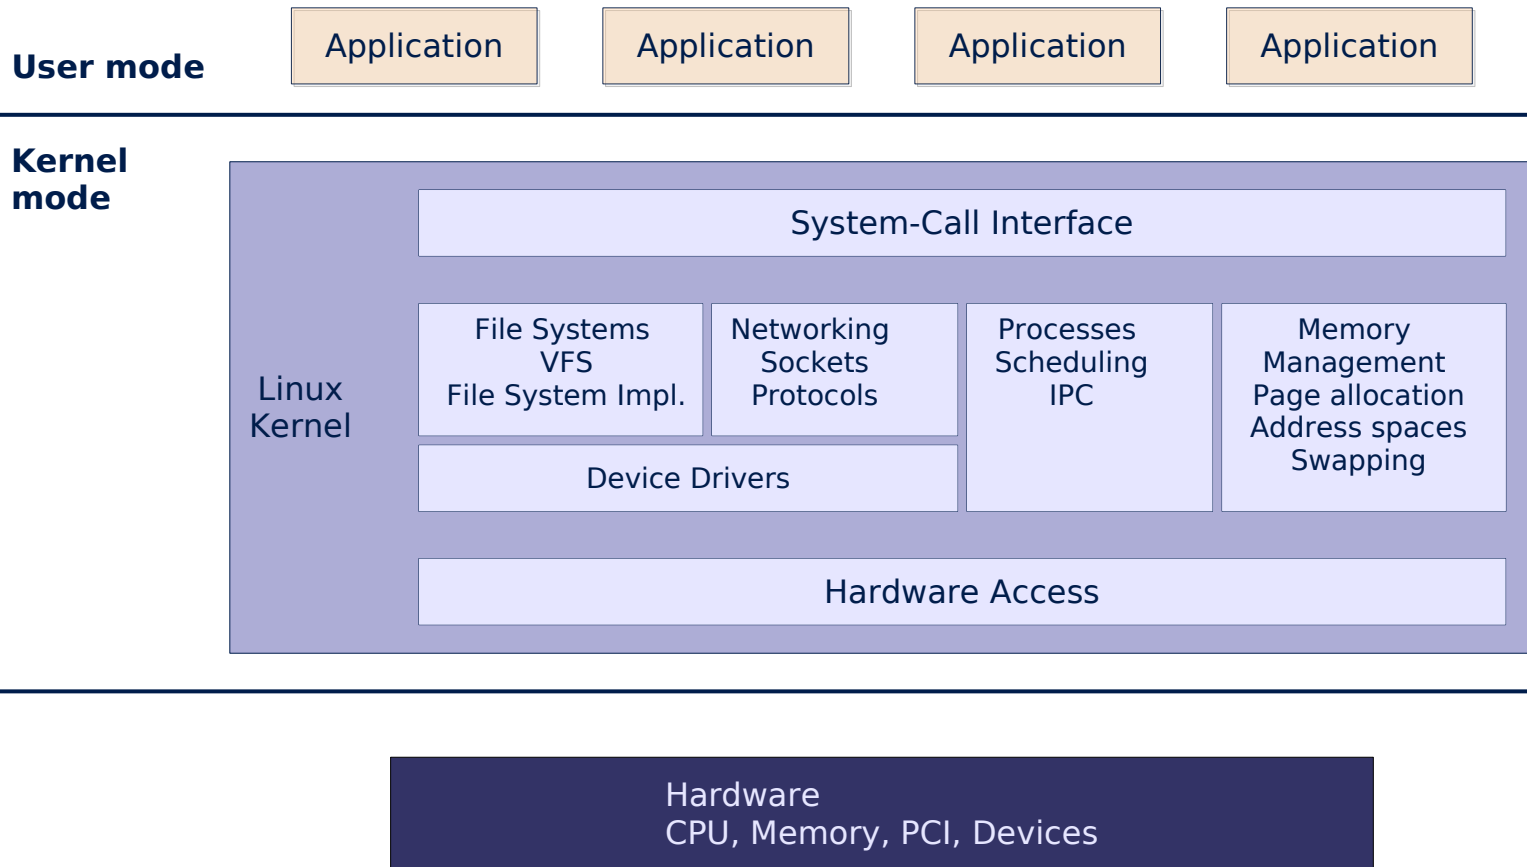 User mode
Application
Application
Application
Application
Kernel
mode
Linux
Kernel
System-Call Interface
File Systems
VFS
File System Impl.
Networking
Sockets
Protocols
Processes
Scheduling
IPC
Memory
Management
Page allocation
Address spaces
Swapping
Device Drivers
Hardware Access
Hardware
CPU, Memory, PCI, Devices